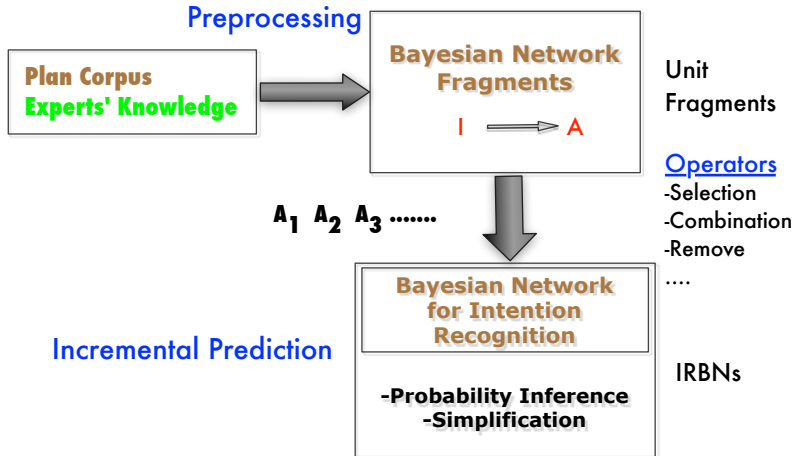 Preprocessing
Plan Corpus
Experts' Knowledge
Bayesian Network
Fragments
I A
Unit
Fragments
Operators
-Selection
-Combination
-Remove
....
A1 A2 A3 .......
Bayesian Network
for Intention
Recognition
Incremental Prediction
-Probability Inference
-Simplification
IRBNs